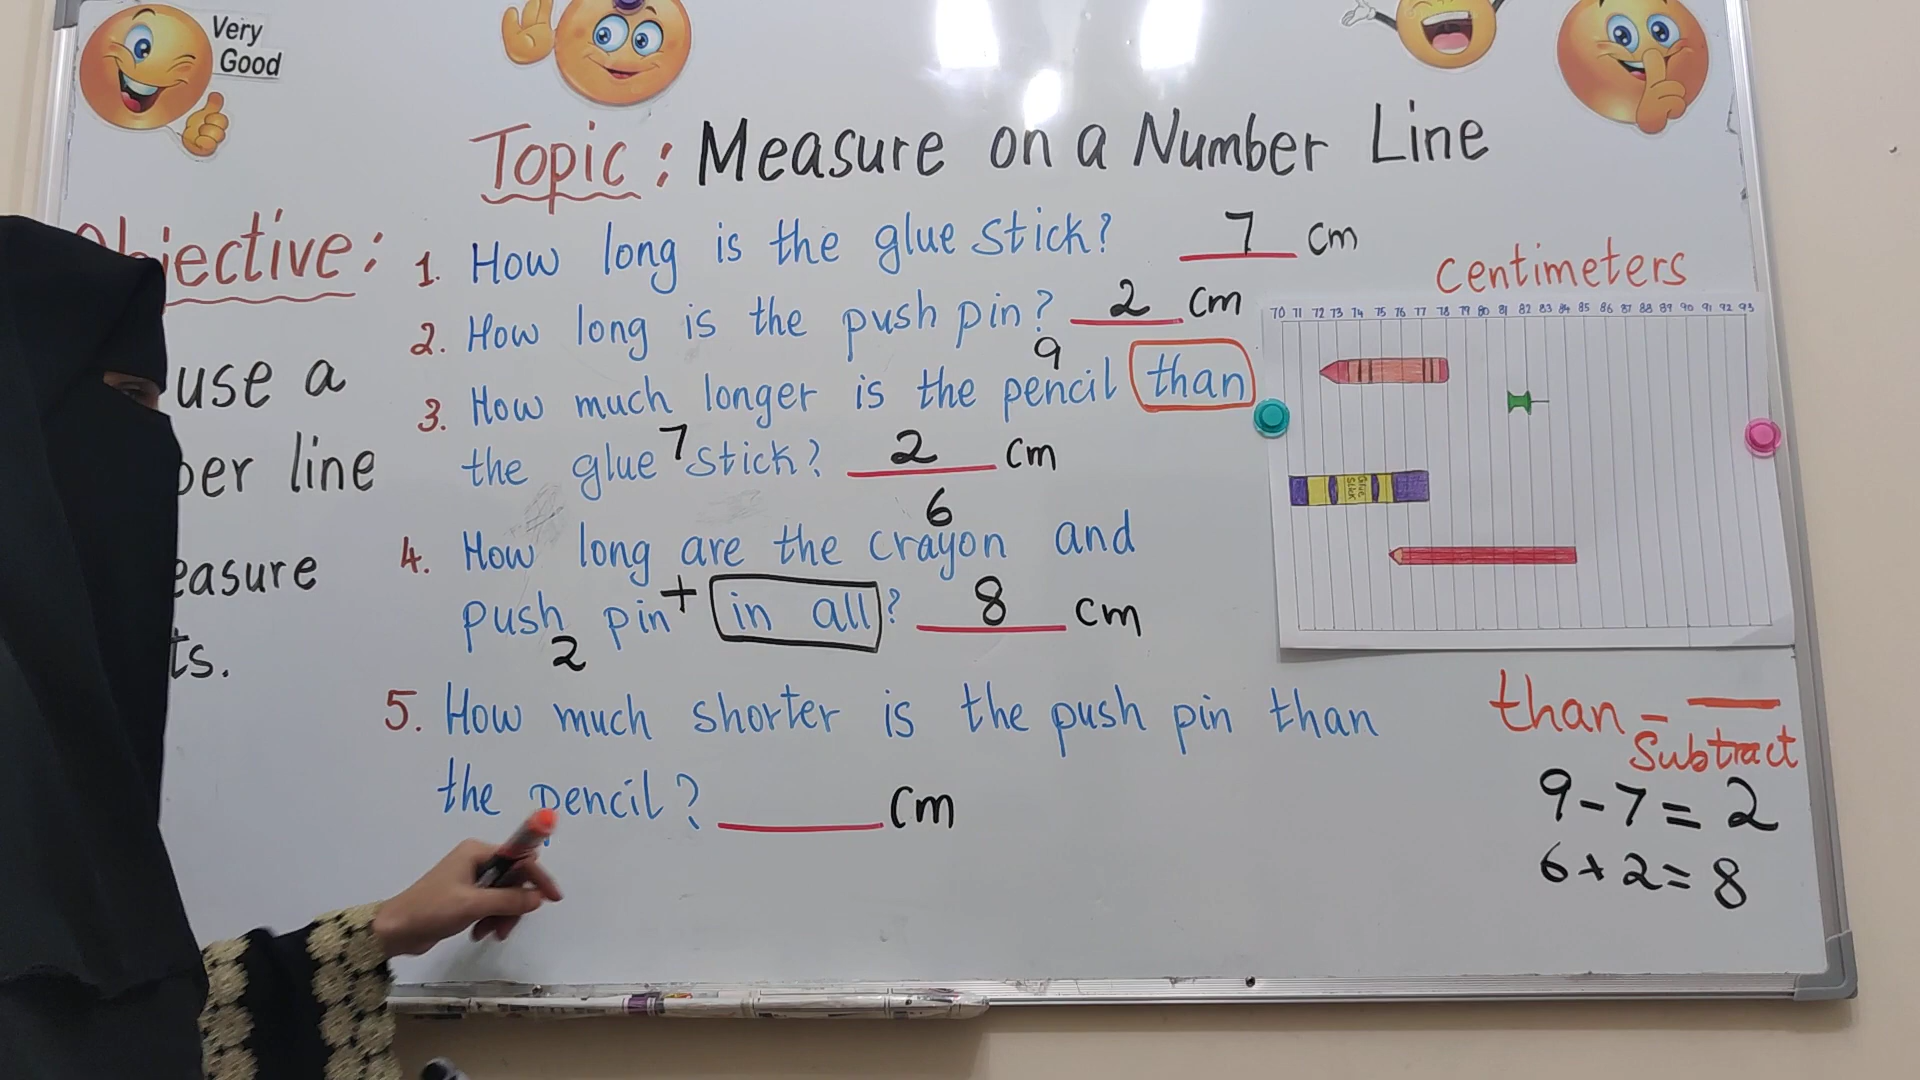 Very
Good
Topic: Measure on a Number Line
Objective:
use a
ber line
easure
ts.
1. How long is the glue stick? 7 cm
2. How long is the push pin? 2 cm
9
3. How much longer is the pencil than
the glue 7 stick? 2 cm
6
4. How long are the crayon and
push pin + in all? 8 cm
2
5. How much shorter is the push pin than
the pencil? ____ cm
centimeters
70 71 72 73 74 75 76 77 78 79 80 81 82 83 84 85 86 87 88 89 90 91 92 93
Glue
Stick
than = —
Subtract
9-7=2
6+2=8